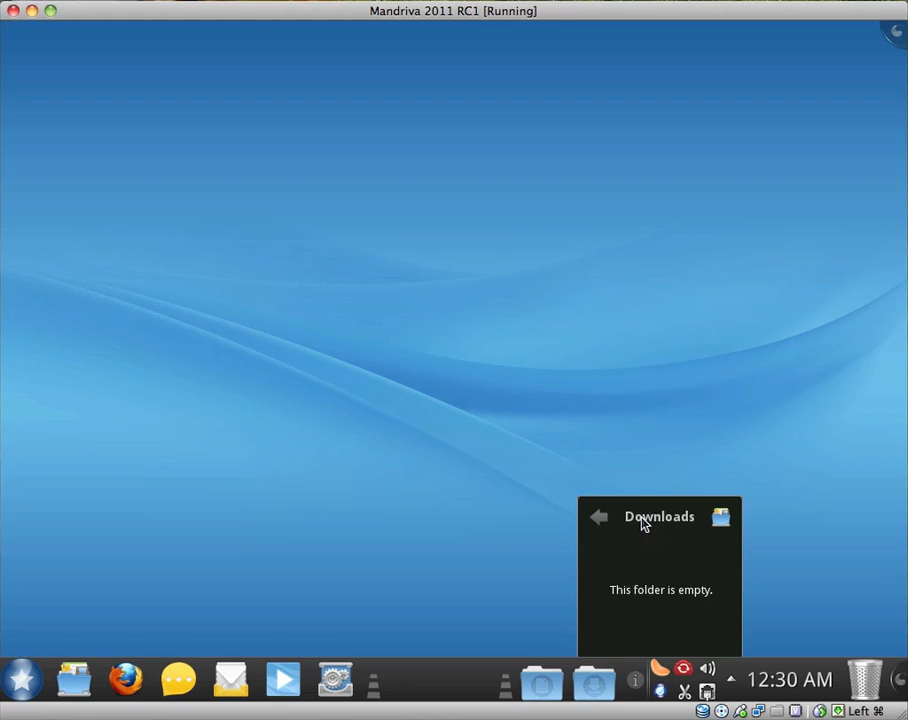 Mandriva 2011 RC1 [Running]
Downloads
This folder is empty.
12:30 AM
Left ⌘